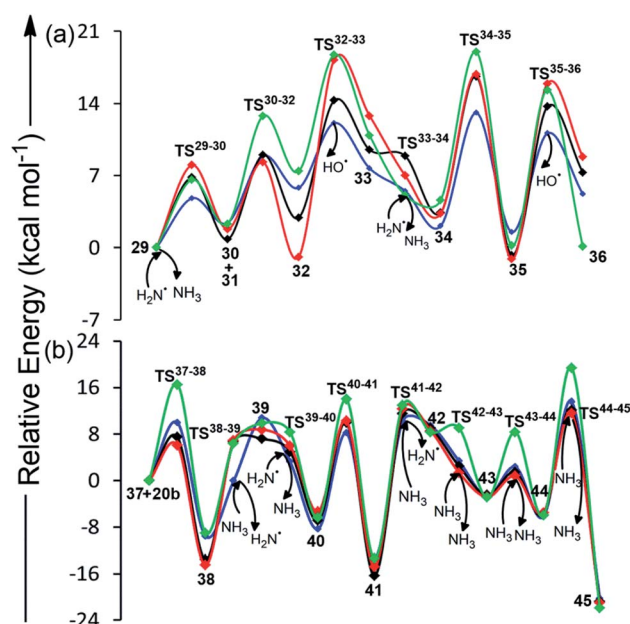 Relative Energy (kcal mol⁻¹)
(a)
21
14
7
0
-7
29
H₂N•
NH₃
TS²⁹⁻³⁰
30
+
31
TS³⁰⁻³²
32
TS³²⁻³³
HO•
33
TS³³⁻³⁴
H₂N•
NH₃
34
TS³⁴⁻³⁵
35
TS³⁵⁻³⁶
HO•
36
(b)
24
16
8
0
-8
-16
-24
37+20b
TS³⁷⁻³⁸
38
TS³⁸⁻³⁹
NH₃
H₂N•
39
H₂N•
NH₃
TS³⁹⁻⁴⁰
40
TS⁴⁰⁻⁴¹
41
TS⁴¹⁻⁴²
NH₃
H₂N•
42
TS⁴²⁻⁴³
NH₃
NH₃
43
TS⁴³⁻⁴⁴
NH₃
NH₃
44
TS⁴⁴⁻⁴⁵
NH₃
NH₃
45